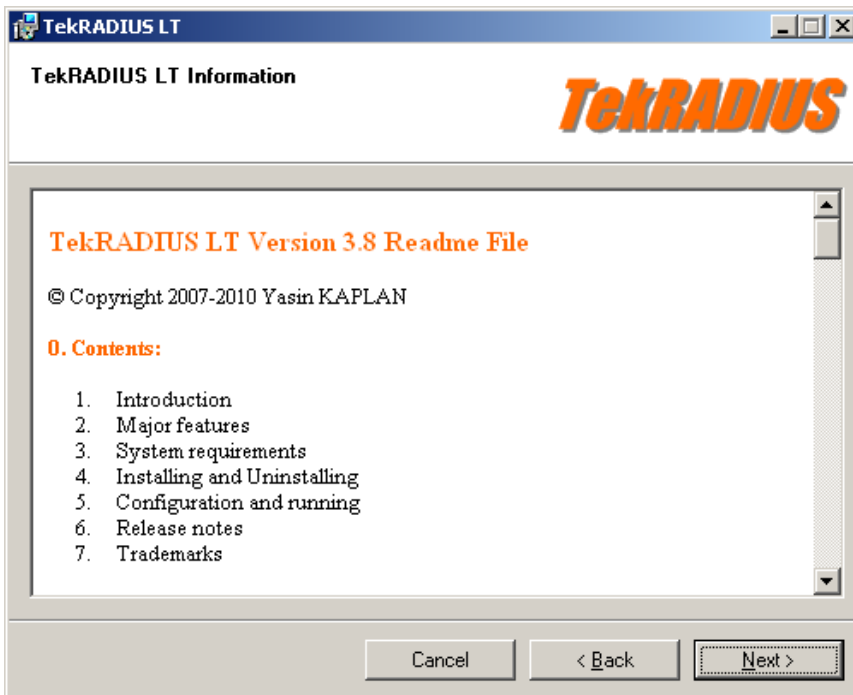 TekRADIUS LT
TekRADIUS LT Information
TekRADIUS
TekRADIUS LT Version 3.8 Readme File
© Copyright 2007-2010 Yasin KAPLAN
0. Contents:
1. Introduction
2. Major features
3. System requirements
4. Installing and Uninstalling
5. Configuration and running
6. Release notes
7. Trademarks
Cancel < Back Next >